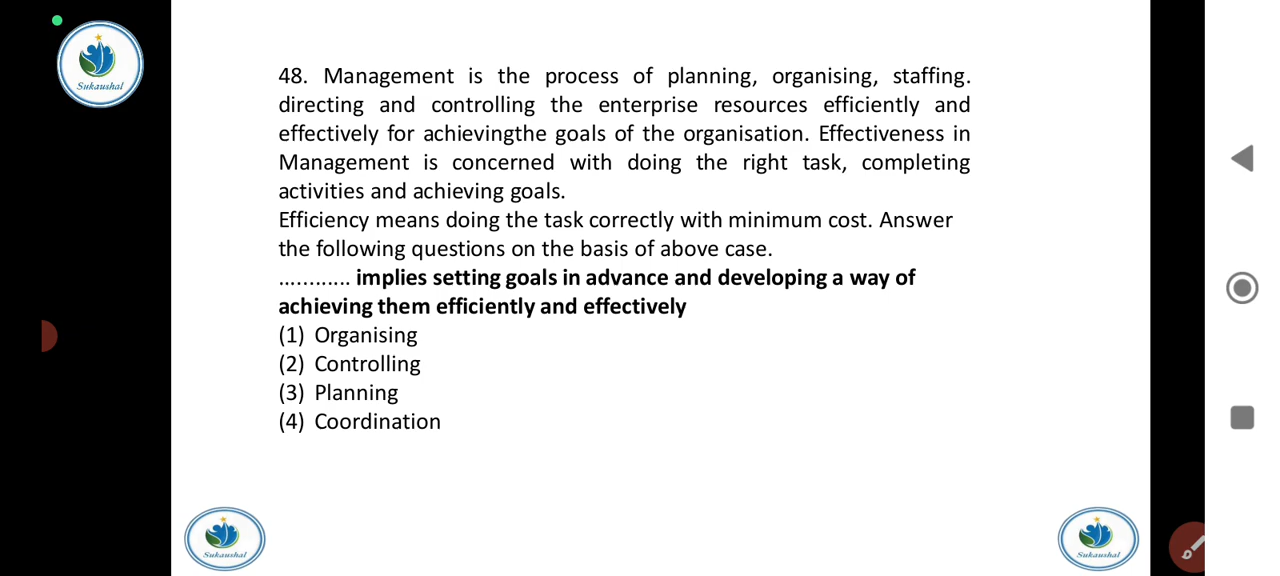 Sukaushal
48. Management is the process of planning, organising, staffing.
directing and controlling the enterprise resources efficiently and
effectively for achievingthe goals of the organisation. Effectiveness in
Management is concerned with doing the right task, completing
activities and achieving goals.
Efficiency means doing the task correctly with minimum cost. Answer
the following questions on the basis of above case.
............ implies setting goals in advance and developing a way of
achieving them efficiently and effectively
(1) Organising
(2) Controlling
(3) Planning
(4) Coordination
Sukaushal
Sukaushal